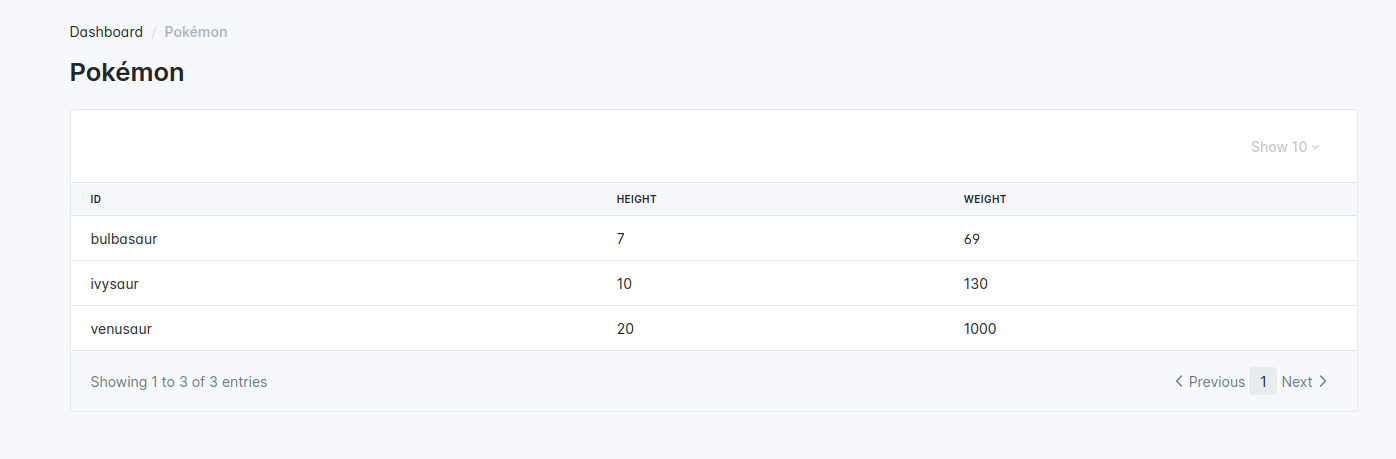 Dashboard / Pokémon
Pokémon
Show 10
ID HEIGHT WEIGHT
bulbasaur 7 69
ivysaur 10 130
venusaur 20 1000
Showing 1 to 3 of 3 entries Previous 1 Next